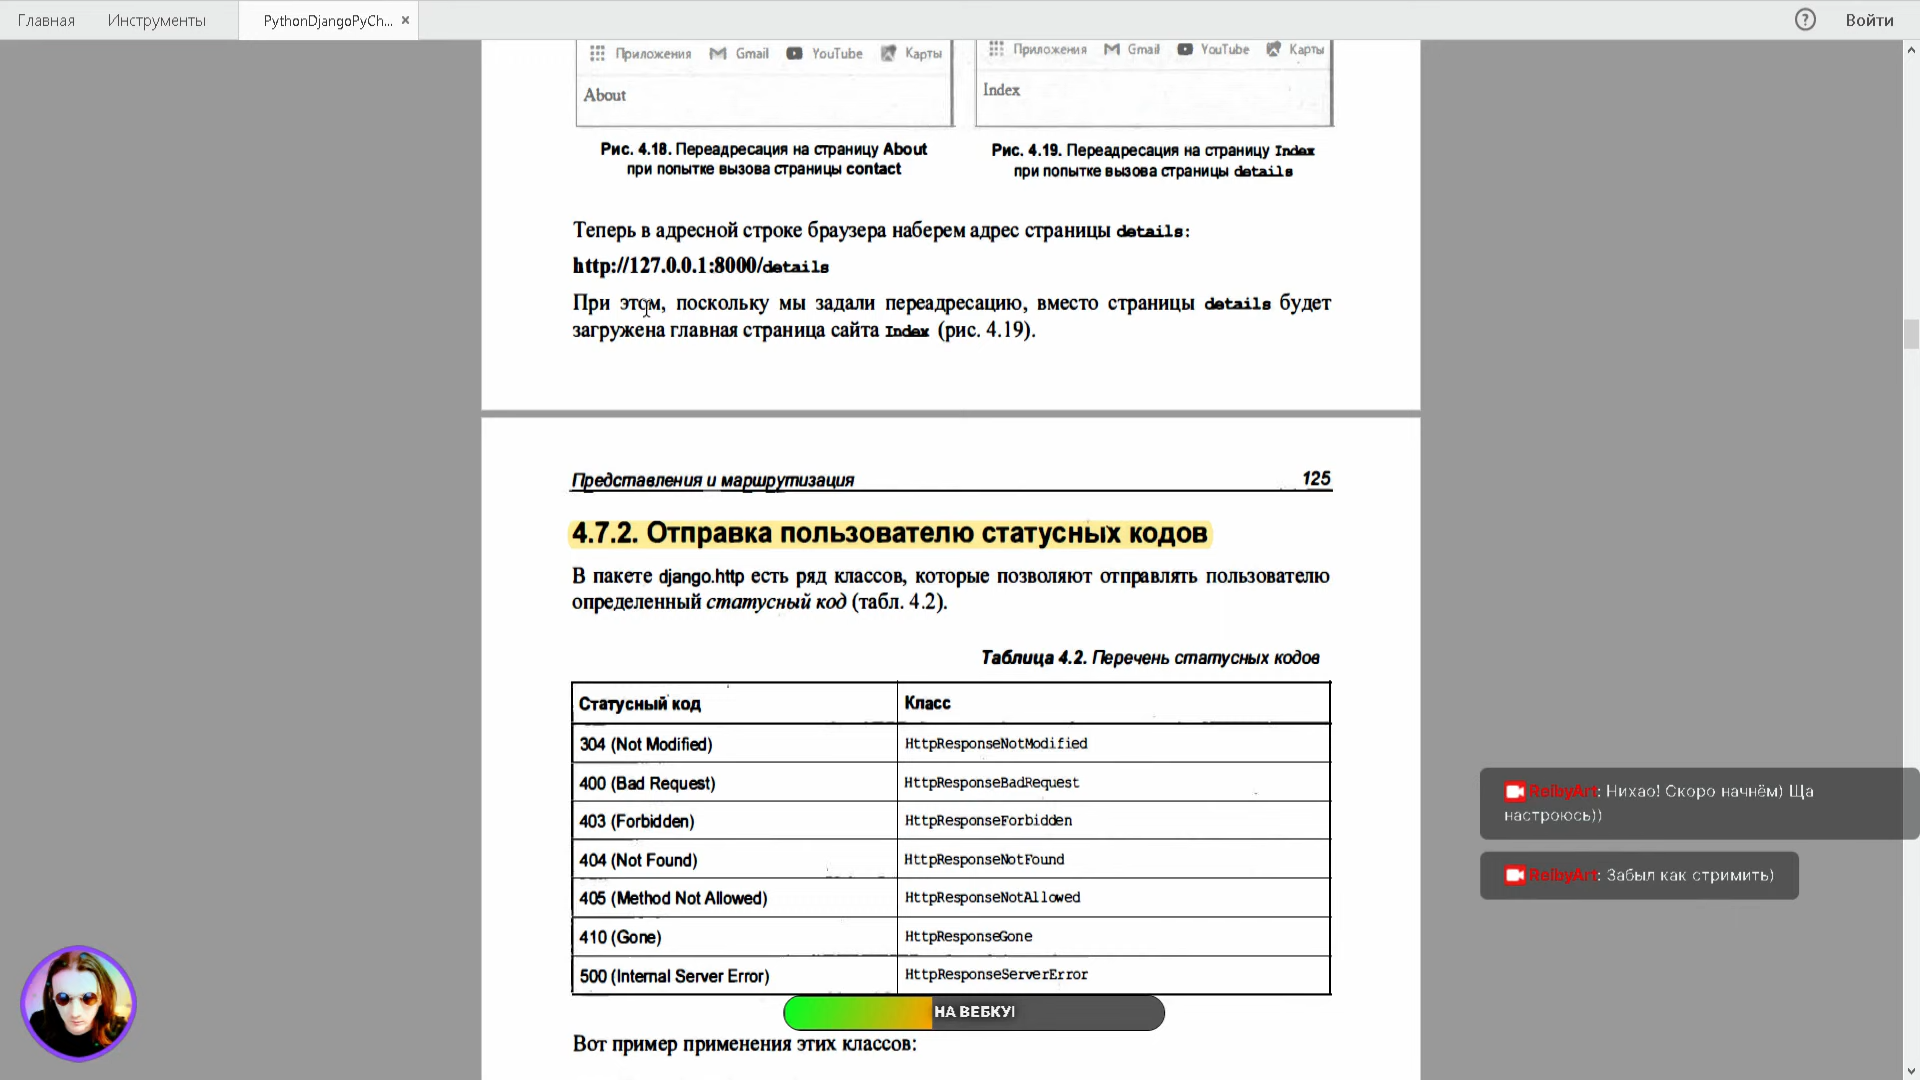 Главная Инструменты PythonDjangoPyCh... × ? Войти
Приложения Gmail YouTube Карты
Приложения Gmail YouTube Карты
About
Index
Рис. 4.18. Переадресация на страницу About
при попытке вызова страницы contact
Рис. 4.19. Переадресация на страницу Index
при попытке вызова страницы details
Теперь в адресной строке браузера наберем адрес страницы details:
http://127.0.0.1:8000/details
При этом, поскольку мы задали переадресацию, вместо страницы details будет
загружена главная страница сайта Index (рис. 4.19).
Представления и маршрутизация 125
4.7.2. Отправка пользователю статусных кодов
В пакете django.http есть ряд классов, которые позволяют отправлять пользователю
определенный статусный код (табл. 4.2).
Таблица 4.2. Перечень статусных кодов
Статусный код Класс
304 (Not Modified) HttpResponseNotModified
400 (Bad Request) HttpResponseBadRequest
403 (Forbidden) HttpResponseForbidden
404 (Not Found) HttpResponseNotFound
405 (Method Not Allowed) HttpResponseNotAllowed
410 (Gone) HttpResponseGone
500 (Internal Server Error) HttpResponseServerError
НА ВЕБКУ!
Вот пример применения этих классов:
ReibyArt: Нихао! Скоро начнём) Ща
настроюсь))
ReibyArt: Забыл как стримить)